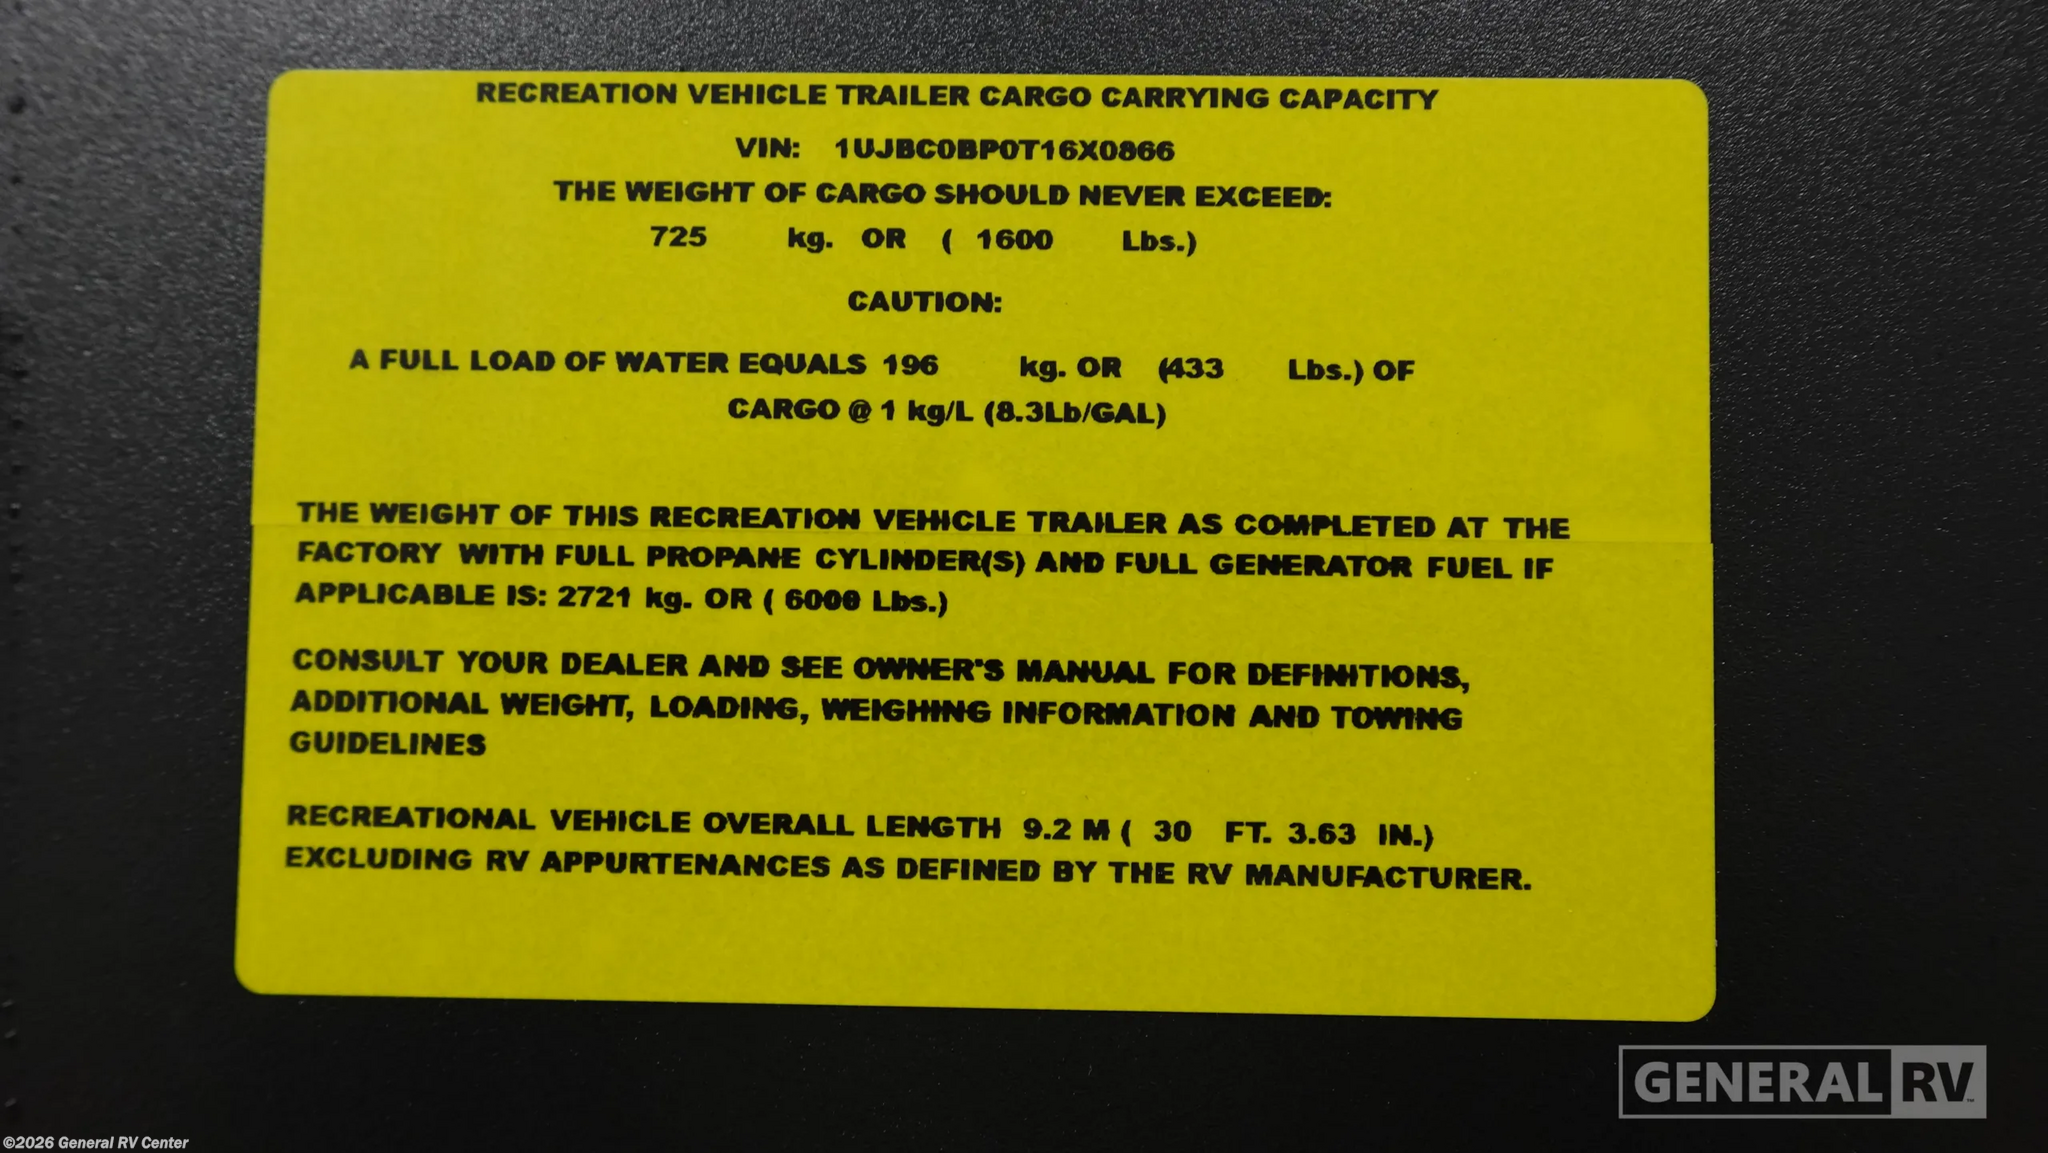 RECREATION VEHICLE TRAILER CARGO CARRYING CAPACITY
VIN: 1UJBC0BP0T16X0866
THE WEIGHT OF CARGO SHOULD NEVER EXCEED:
725 kg. OR ( 1600 Lbs.)
CAUTION:
A FULL LOAD OF WATER EQUALS 196 kg. OR (433 Lbs.) OF
CARGO @ 1 kg/L (8.3Lb/GAL)
THE WEIGHT OF THIS RECREATION VEHICLE TRAILER AS COMPLETED AT THE
FACTORY WITH FULL PROPANE CYLINDER(S) AND FULL GENERATOR FUEL IF
APPLICABLE IS: 2721 kg. OR ( 6000 Lbs.)
CONSULT YOUR DEALER AND SEE OWNER'S MANUAL FOR DEFINITIONS,
ADDITIONAL WEIGHT, LOADING, WEIGHING INFORMATION AND TOWING
GUIDELINES
RECREATIONAL VEHICLE OVERALL LENGTH 9.2 M ( 30 FT. 3.63 IN.)
EXCLUDING RV APPURTENANCES AS DEFINED BY THE RV MANUFACTURER.
GENERAL RV™
©2026 General RV Center